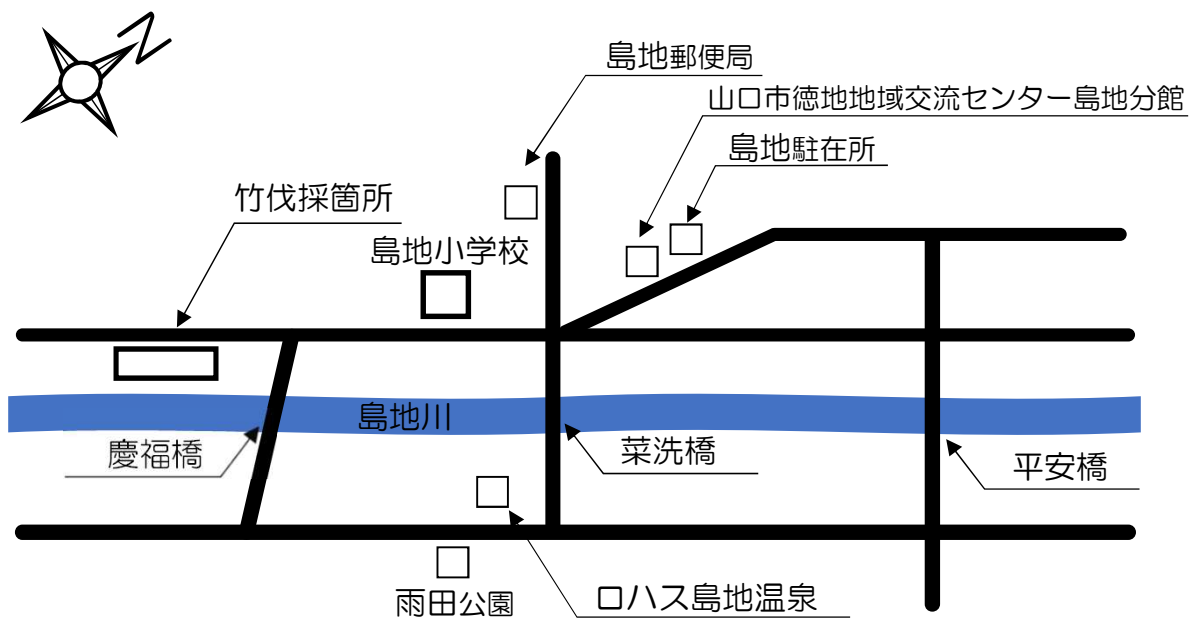 N
島地郵便局
山口市徳地地域交流センター島地分館
島地駐在所
竹伐採箇所
島地小学校
島地川
慶福橋
菜洗橋
平安橋
雨田公園
ロハス島地温泉